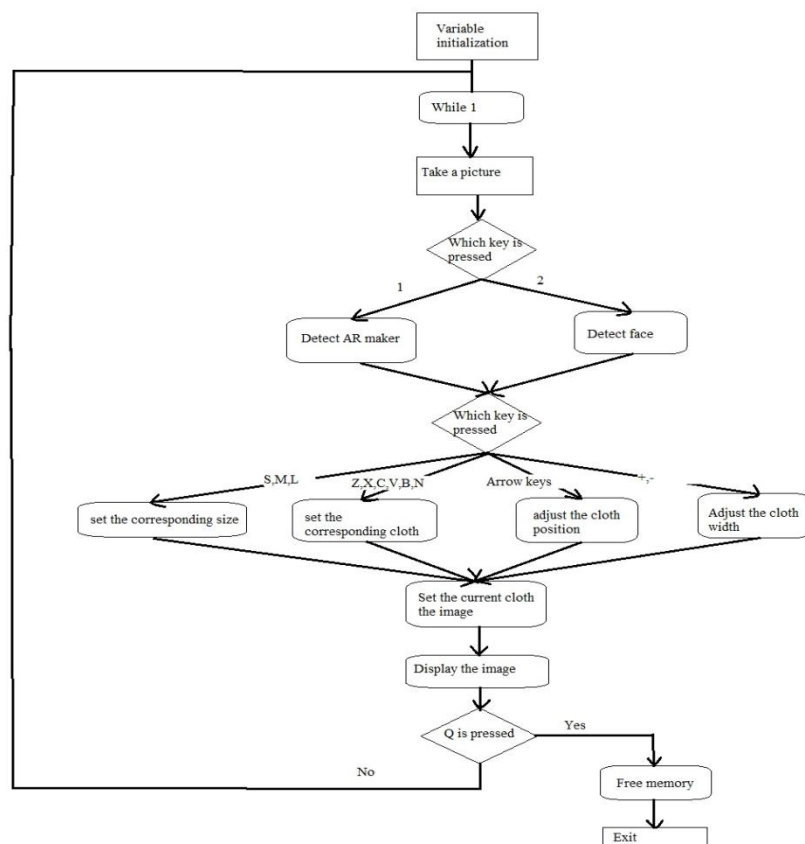 Variable
initialization
While 1
Take a picture
Which key is
pressed
1
2
Detect AR maker
Detect face
Which key is
pressed
S,M,L
Z,X,C,V,B,N
Arrow keys
+,-
set the corresponding size
set the
corresponding cloth
adjust the cloth
position
Adjust the cloth
width
Set the current cloth
the image
Display the image
Q is pressed
Yes
No
Free memory
Exit